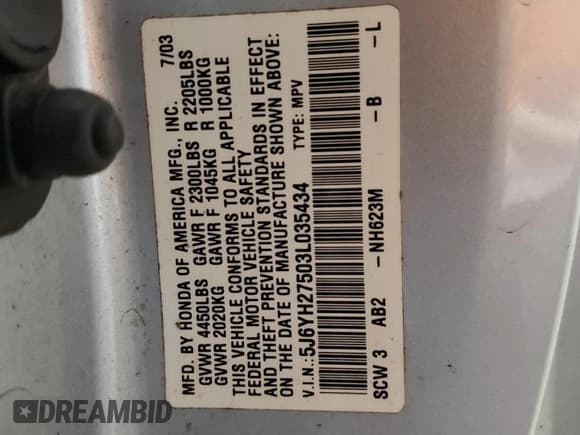 MFD. BY HONDA OF AMERICA MFG., INC. 7/03
GVWR 4450LBS GAWR F 2300LBS R 2205LBS
GVWR 2020KG GAWR F 1045KG R 1000KG
THIS VEHICLE CONFORMS TO ALL APPLICABLE
FEDERAL MOTOR VEHICLE SAFETY
AND THEFT PREVENTION STANDARDS IN EFFECT
ON THE DATE OF MANUFACTURE SHOWN ABOVE:
V.I.N.:5J6YH27503L035434 TYPE: MPV
SCW 3 AB2 -NH623M -B -L
DREAMBID